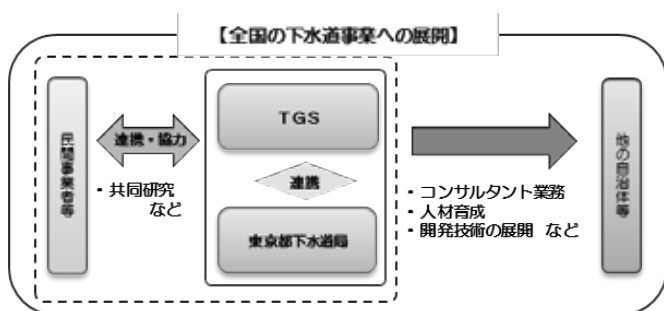 【全国の下水道事業への展開】
民間事業者等
連携・協力
・共同研究
など
TGS
連携
東京都下水道局
・コンサルタント業務
・人材育成
・開発技術の展開 など
他の自治体等